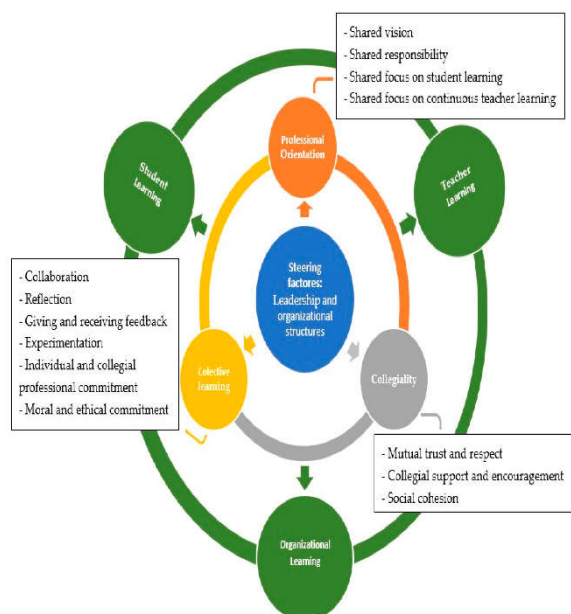 - Shared vision
- Shared responsibility
- Shared focus on student learning
- Shared focus on continuous teacher learning
Professional
Orientation
Student
Learning
Teacher
Learning
Steering
factores:
Leadership and
organizational
structures
- Collaboration
- Reflection
- Giving and receiving feedback
- Experimentation
- Individual and collegial
professional commitment
- Moral and ethical commitment
Colective
learning
Collegiality
- Mutual trust and respect
- Collegial support and encouragement
- Social cohesion
Organizational
Learning